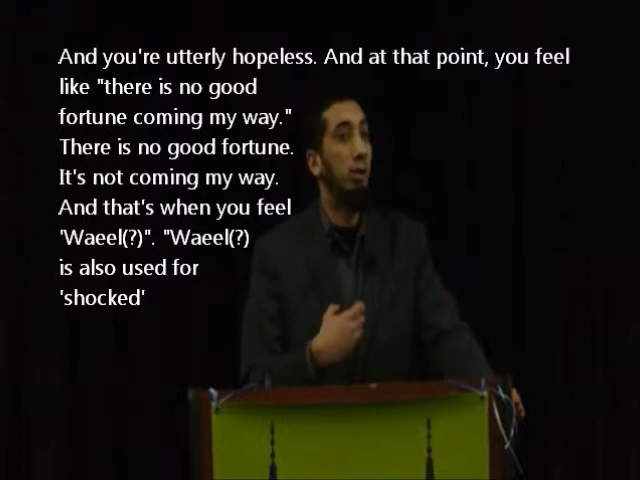 And you're utterly hopeless. And at that point, you feel
like "there is no good
fortune coming my way."
There is no good fortune.
It's not coming my way.
And that's when you feel
'Waeel(?)". "Waeel(?)
is also used for
'shocked'